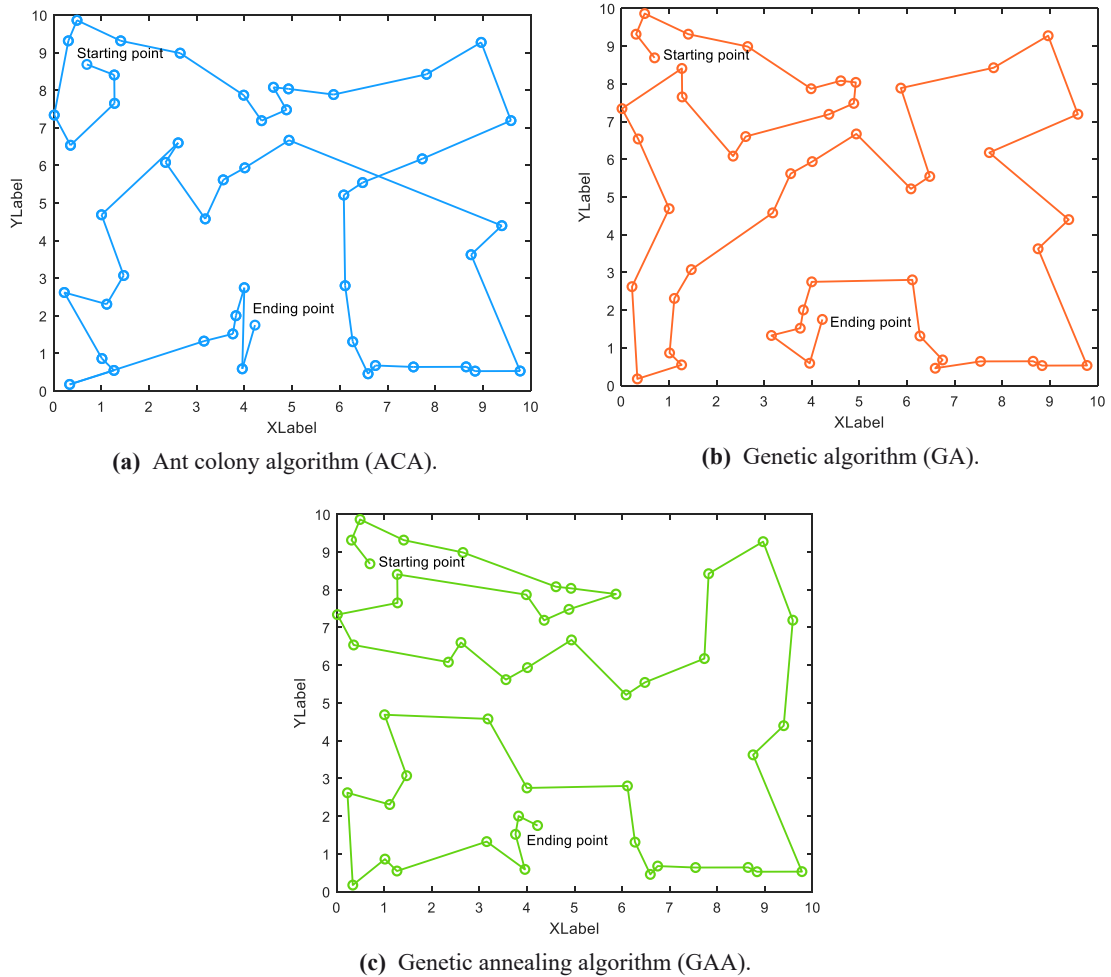 10
9
8
7
6
5
4
3
2
1
0
YLabel
Starting point
Ending point
0 1 2 3 4 5 6 7 8 9 10
XLabel
(a) Ant colony algorithm (ACA).
10
9
8
7
6
5
4
3
2
1
0
YLabel
Starting point
Ending point
0 1 2 3 4 5 6 7 8 9 10
XLabel
(b) Genetic algorithm (GA).
10
9
8
7
6
5
4
3
2
1
0
YLabel
Starting point
Ending point
0 1 2 3 4 5 6 7 8 9 10
XLabel
(c) Genetic annealing algorithm (GAA).